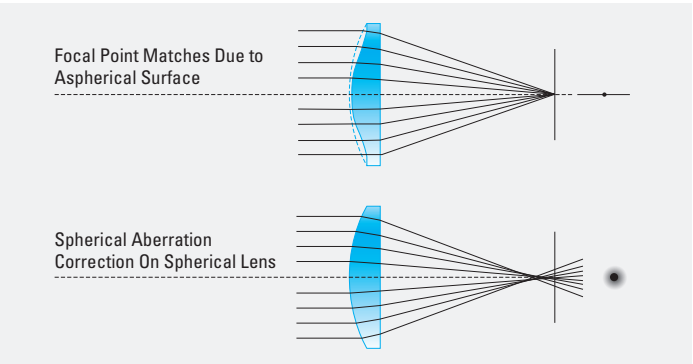 Focal Point Matches Due to
Aspherical Surface
Spherical Aberration
Correction On Spherical Lens